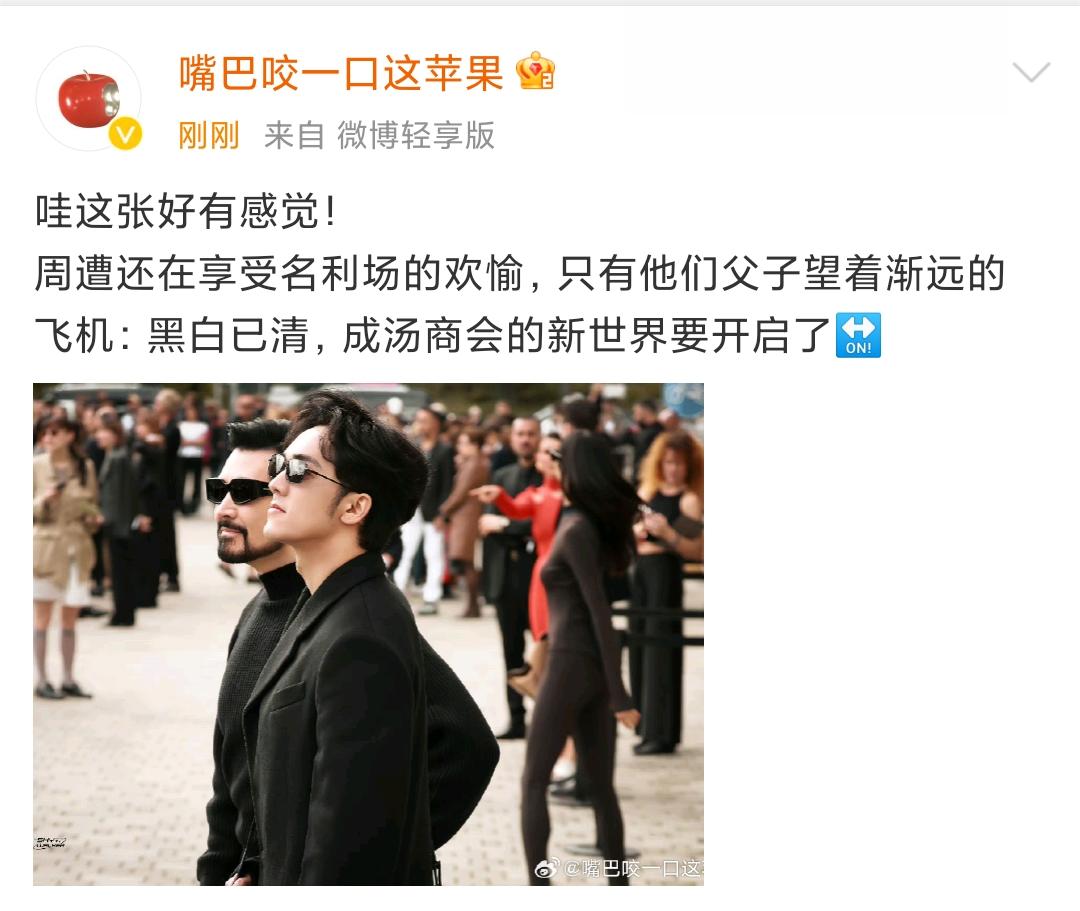 嘴巴咬一口这苹果
刚刚 来自 微博轻享版
哇这张好有感觉！
周遭还在享受名利场的欢愉，只有他们父子望着渐远的
飞机：黑白已清，成汤商会的新世界要开启了
ON!
@嘴巴咬一口这